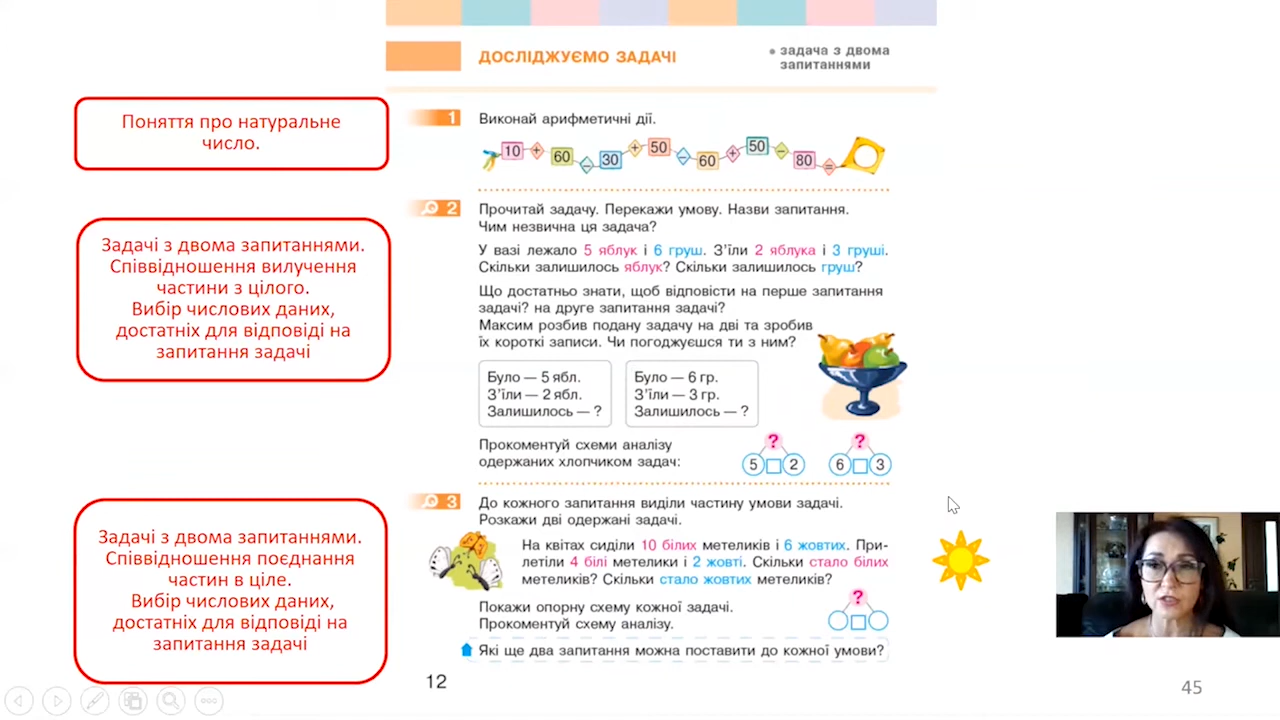 ДОСЛІДЖУЄМО ЗАДАЧІ
• задача з двома
запитаннями
Поняття про натуральне
число.
1 Виконай арифметичні дії.
10 + 60 − 30 + 50 − 60 + 50 − 80 =
Задачі з двома запитаннями.
Співвідношення вилучення
частини з цілого.
Вибір числових даних,
достатніх для відповіді на
запитання задачі
2 Прочитай задачу. Перекажи умову. Назви запитання.
Чим незвична ця задача?
У вазі лежало 5 яблук і 6 груш. З’їли 2 яблука і 3 груші.
Скільки залишилось яблук? Скільки залишилось груш?
Що достатньо знати, щоб відповісти на перше запитання
задачі? на друге запитання задачі?
Максим розбив подану задачу на дві та зробив
їх короткі записи. Чи погоджуєшся ти з ним?
Було — 5 ябл.
З’їли — 2 ябл.
Залишилось — ?
Було — 6 гр.
З’їли — 3 гр.
Залишилось — ?
Прокоментуй схеми аналізу
одержаних хлопчиком задач:
? ?
5 2 6 3
Задачі з двома запитаннями.
Співвідношення поєднання
частин в ціле.
Вибір числових даних,
достатніх для відповіді на
запитання задачі
3 До кожного запитання виділи частину умови задачі.
Розкажи дві одержані задачі.
На квітах сиділи 10 білих метеликів і 6 жовтих. При-
летіли 4 білі метелики і 2 жовті. Скільки стало білих
метеликів? Скільки стало жовтих метеликів?
Покажи опорну схему кожної задачі.
Прокоментуй схему аналізу.
?
Які ще два запитання можна поставити до кожної умови?
12
45